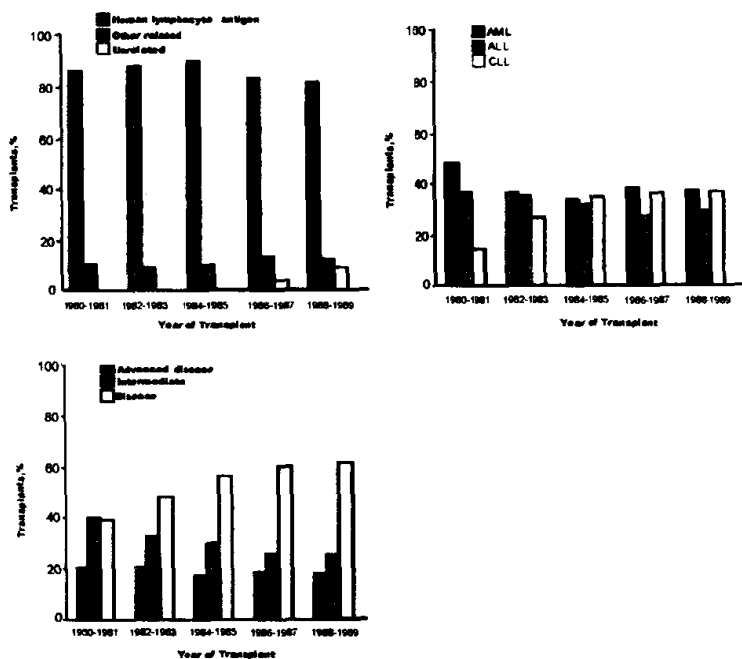 Human lymphocyte antigen
Other related
Unrelated
100
80
60
40
20
0
Transplants, %
1980-1981 1982-1983 1984-1985 1986-1987 1988-1989
Year of Transplant
AML
ALL
CLL
100
80
60
40
20
0
Transplants, %
1980-1981 1982-1983 1984-1985 1986-1987 1988-1989
Year of Transplant
Advanced disease
Intermediate
Disease
100
80
60
40
20
0
Transplants, %
1980-1981 1982-1983 1984-1985 1986-1987 1988-1989
Year of Transplant